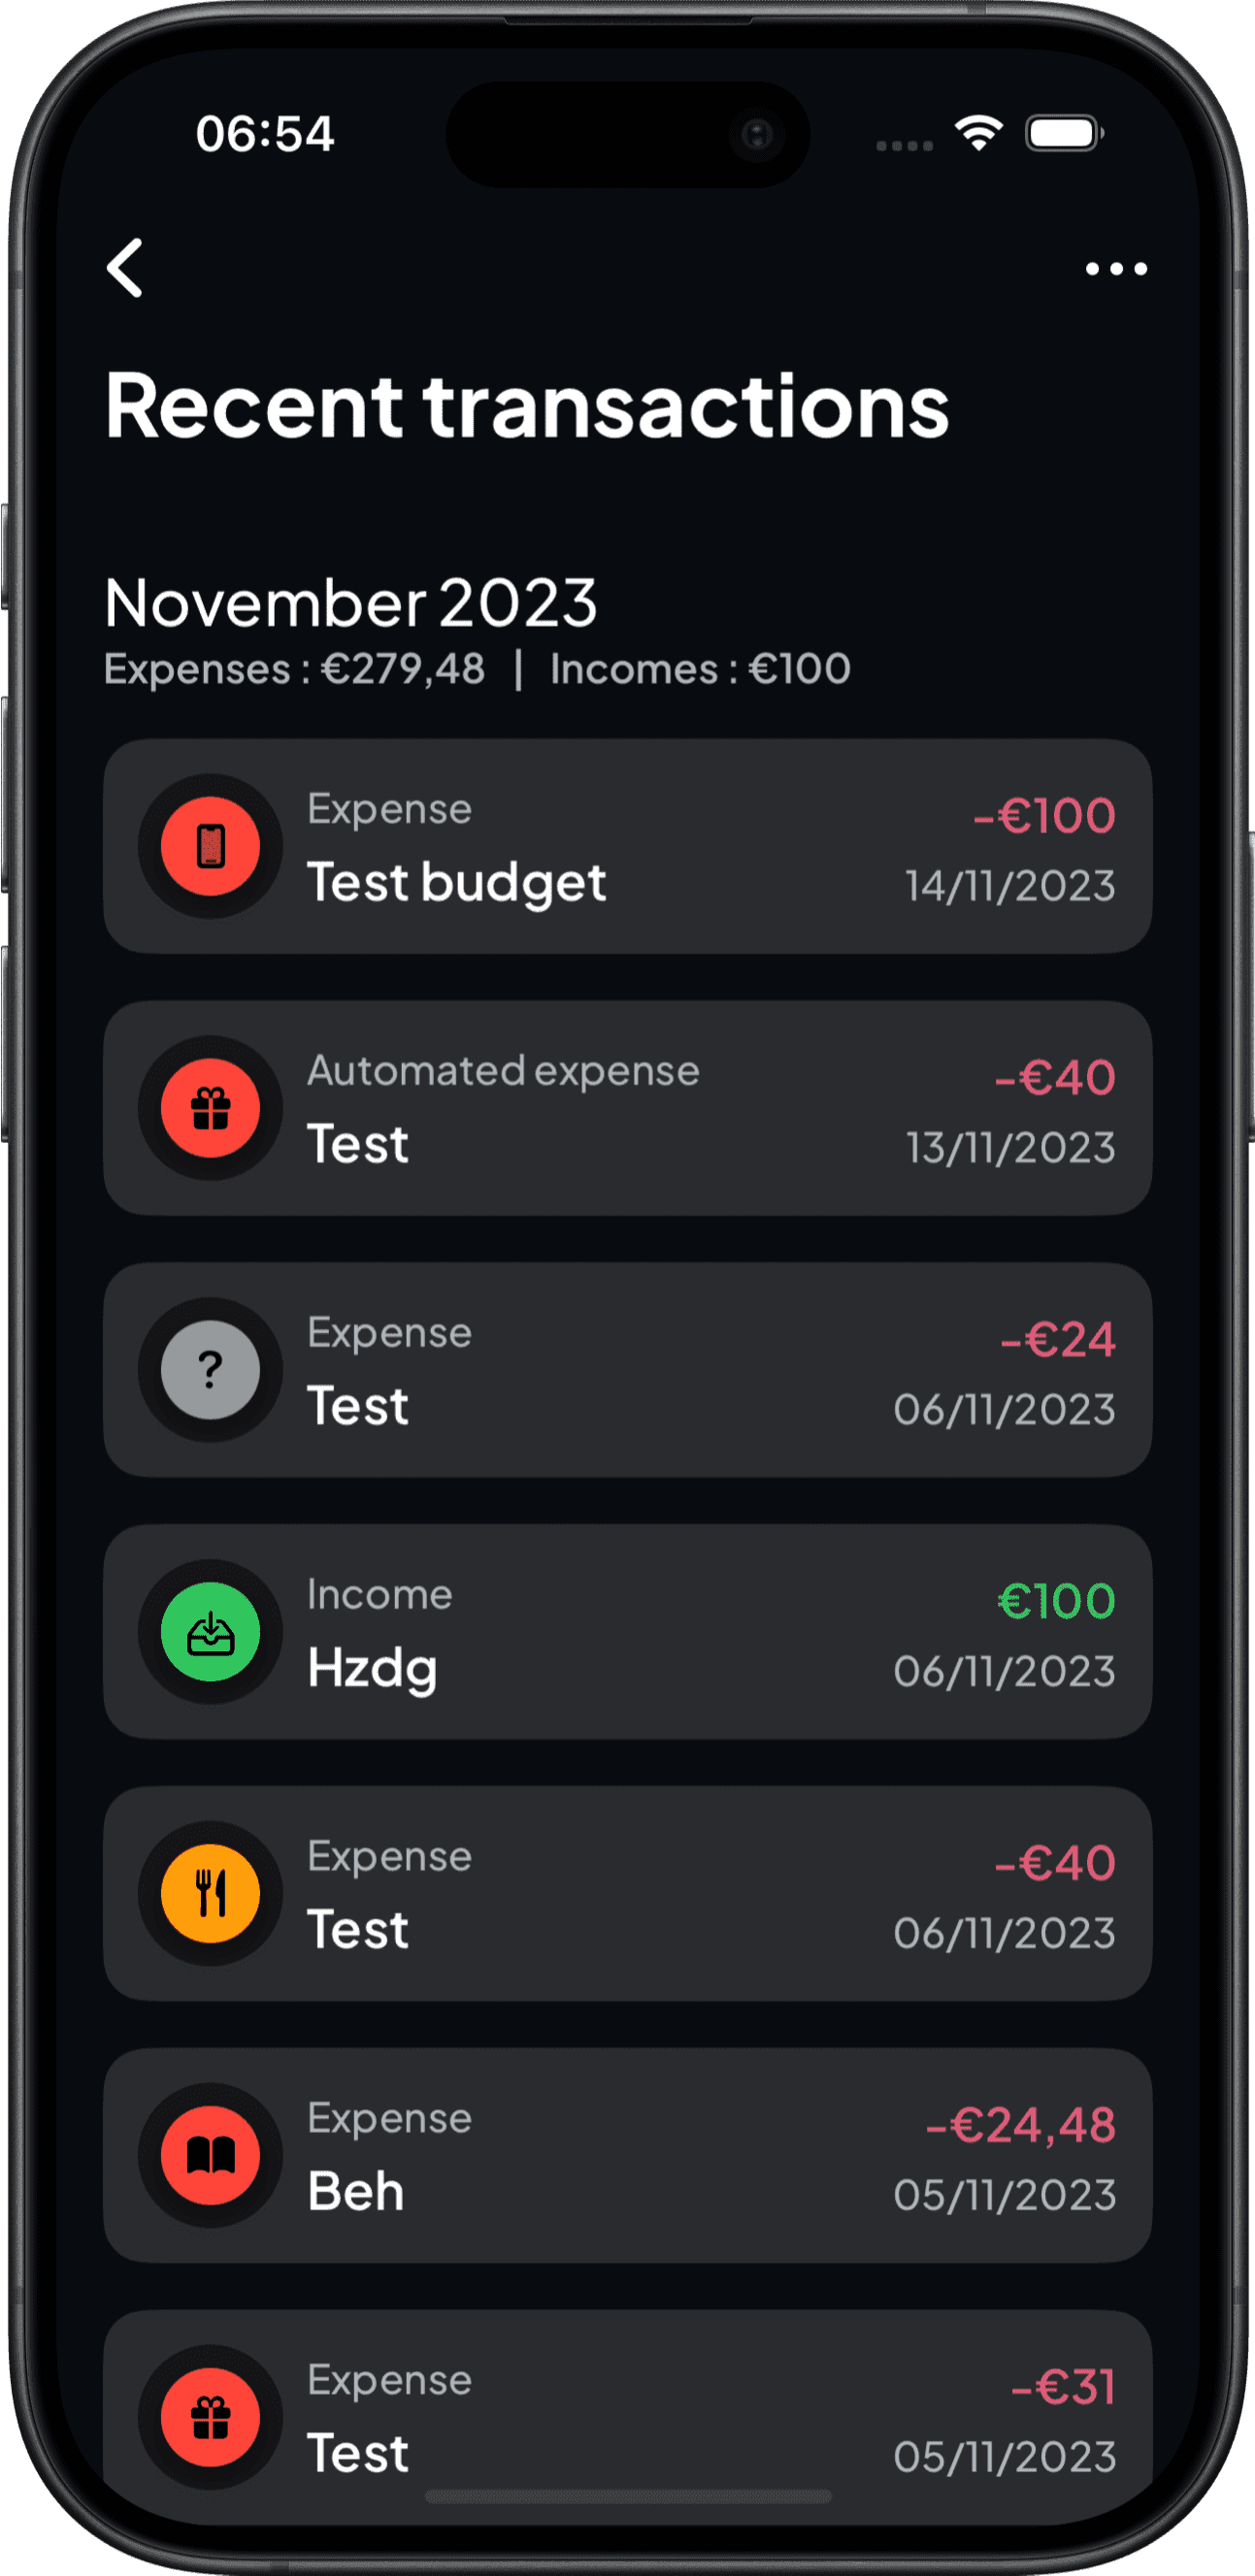 06:54
Recent transactions
November 2023
Expenses : €279,48 | Incomes : €100
Expense
-€100
Test budget
14/11/2023
Automated expense
-€40
Test
13/11/2023
?
Expense
-€24
Test
06/11/2023
Income
€100
Hzdg
06/11/2023
Expense
-€40
Test
06/11/2023
Expense
-€24,48
Beh
05/11/2023
Expense
-€31
Test
05/11/2023